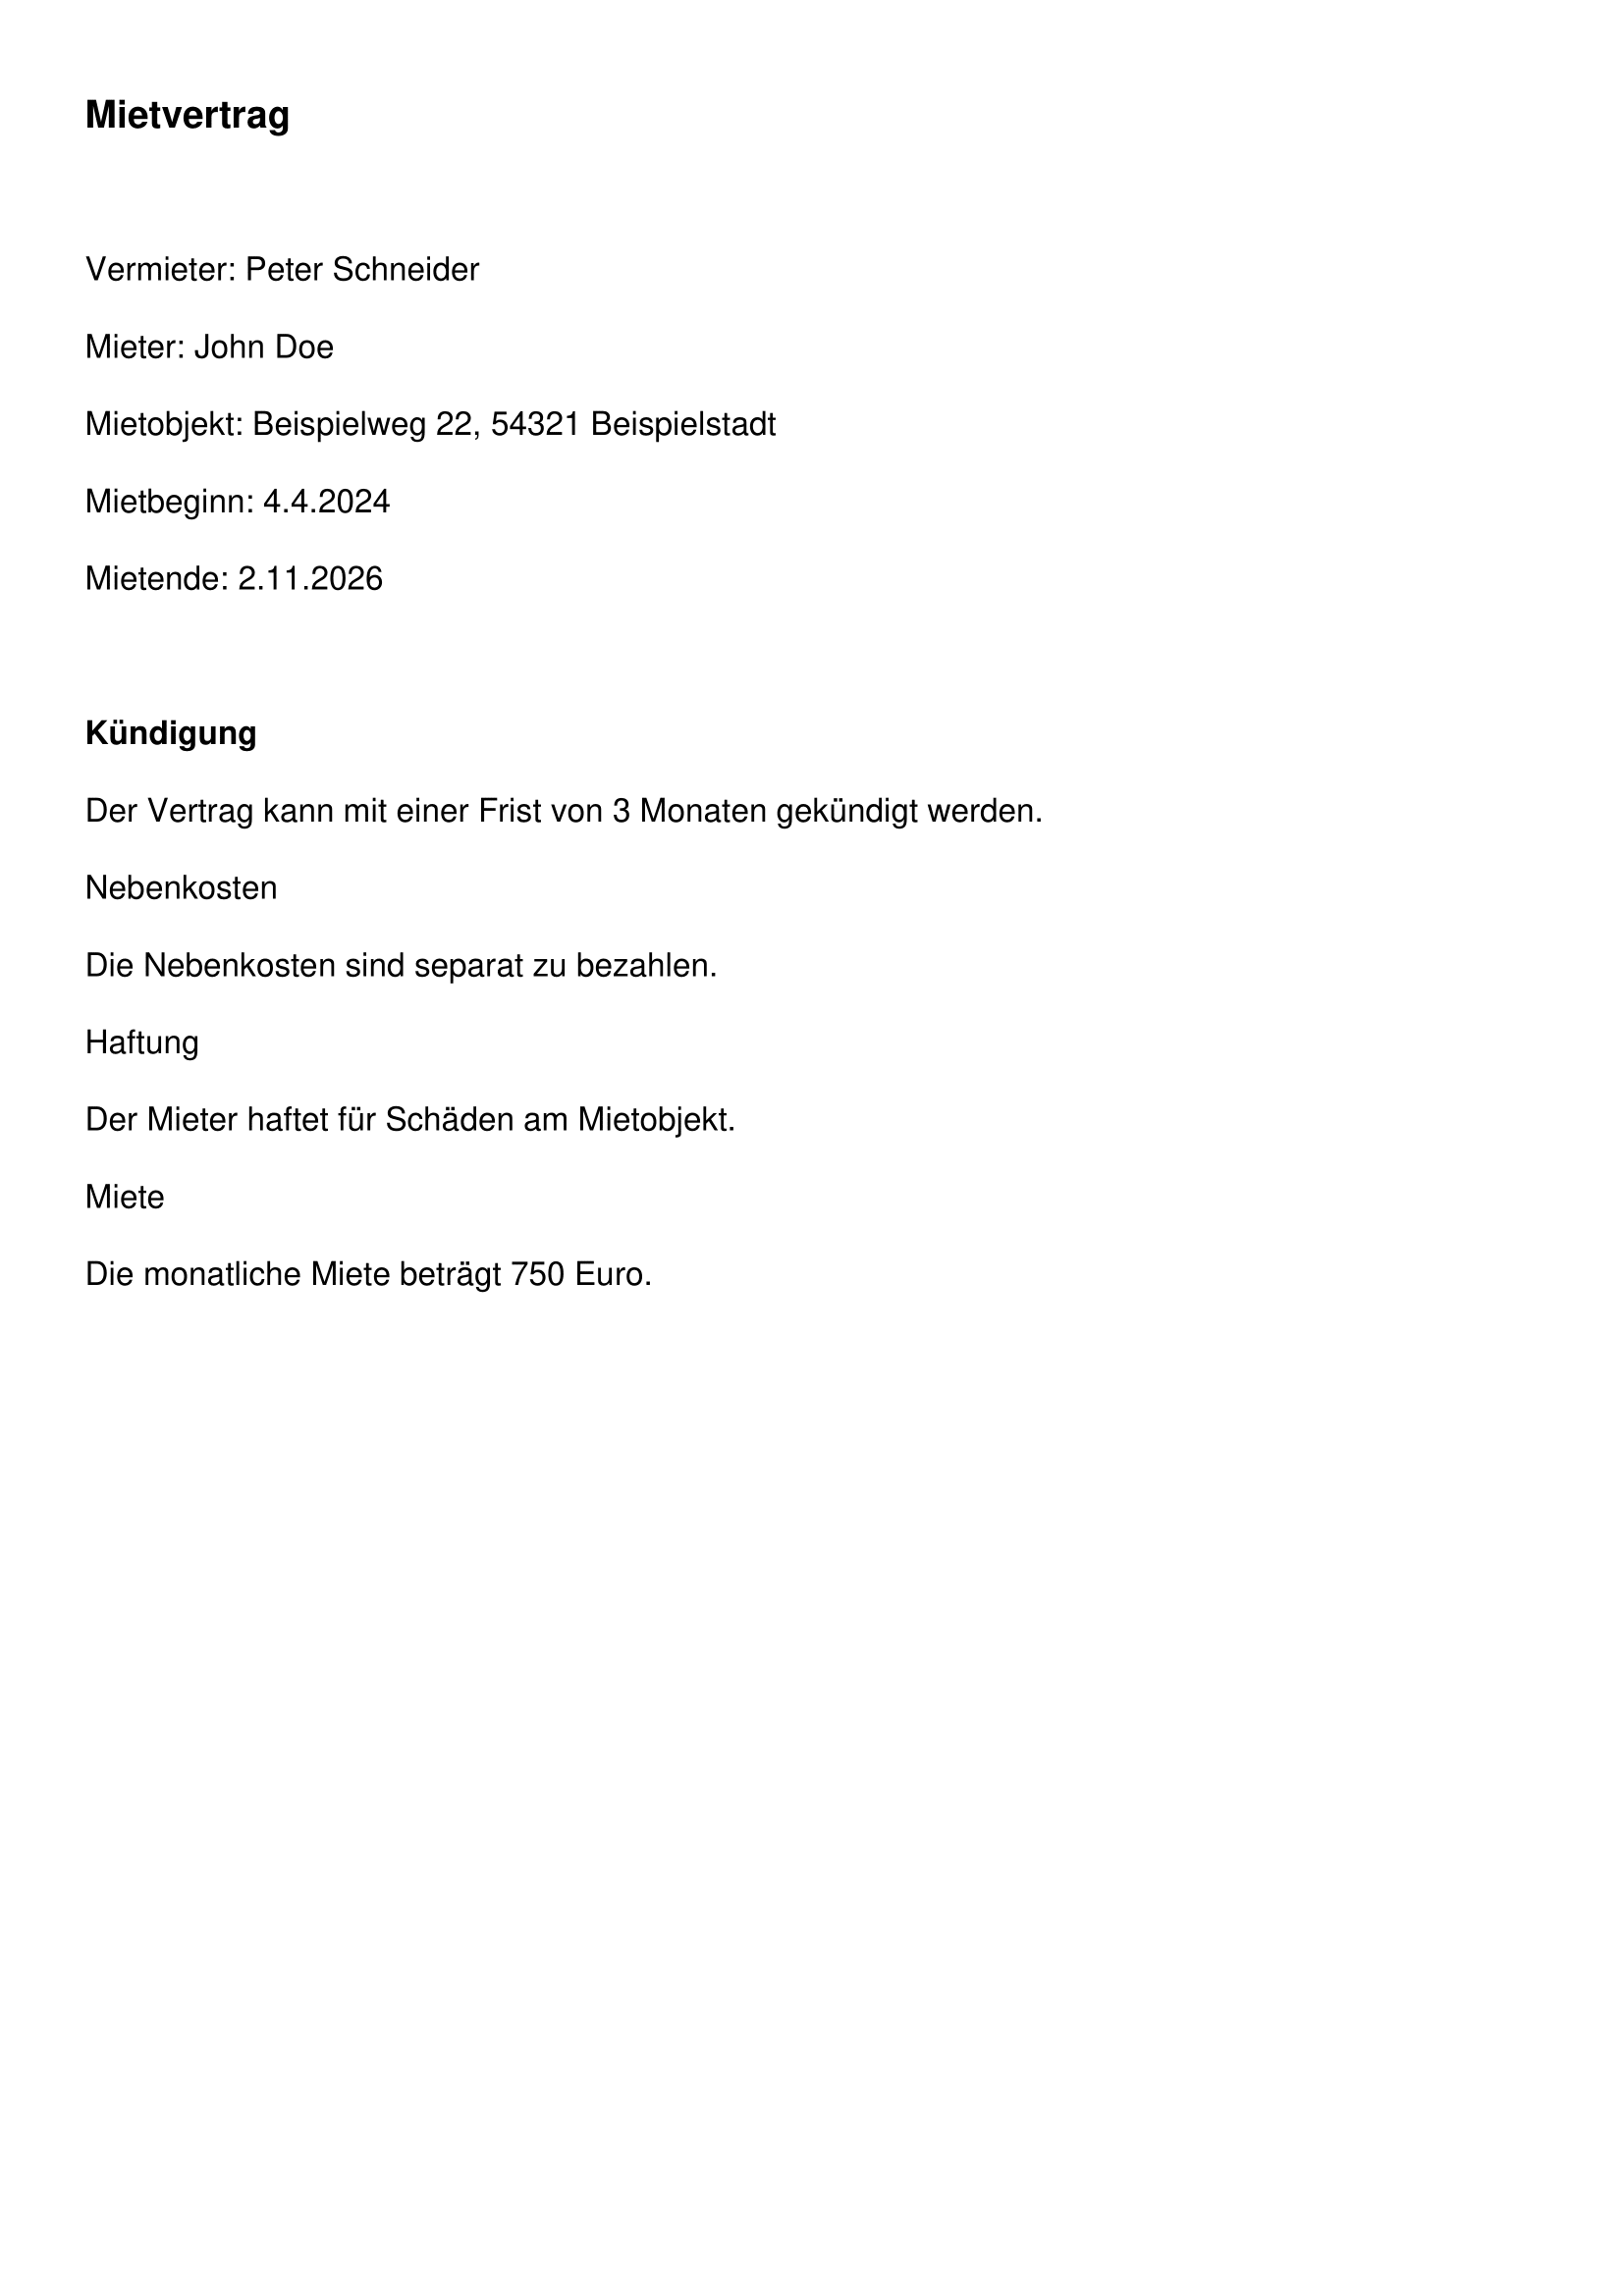 Mietvertrag
Vermieter: Peter Schneider
Mieter: John Doe
Mietobjekt: Beispielweg 22, 54321 Beispielstadt
Mietbeginn: 4.4.2024
Mietende: 2.11.2026
Kündigung
Der Vertrag kann mit einer Frist von 3 Monaten gekündigt werden.
Nebenkosten
Die Nebenkosten sind separat zu bezahlen.
Haftung
Der Mieter haftet für Schäden am Mietobjekt.
Miete
Die monatliche Miete beträgt 750 Euro.